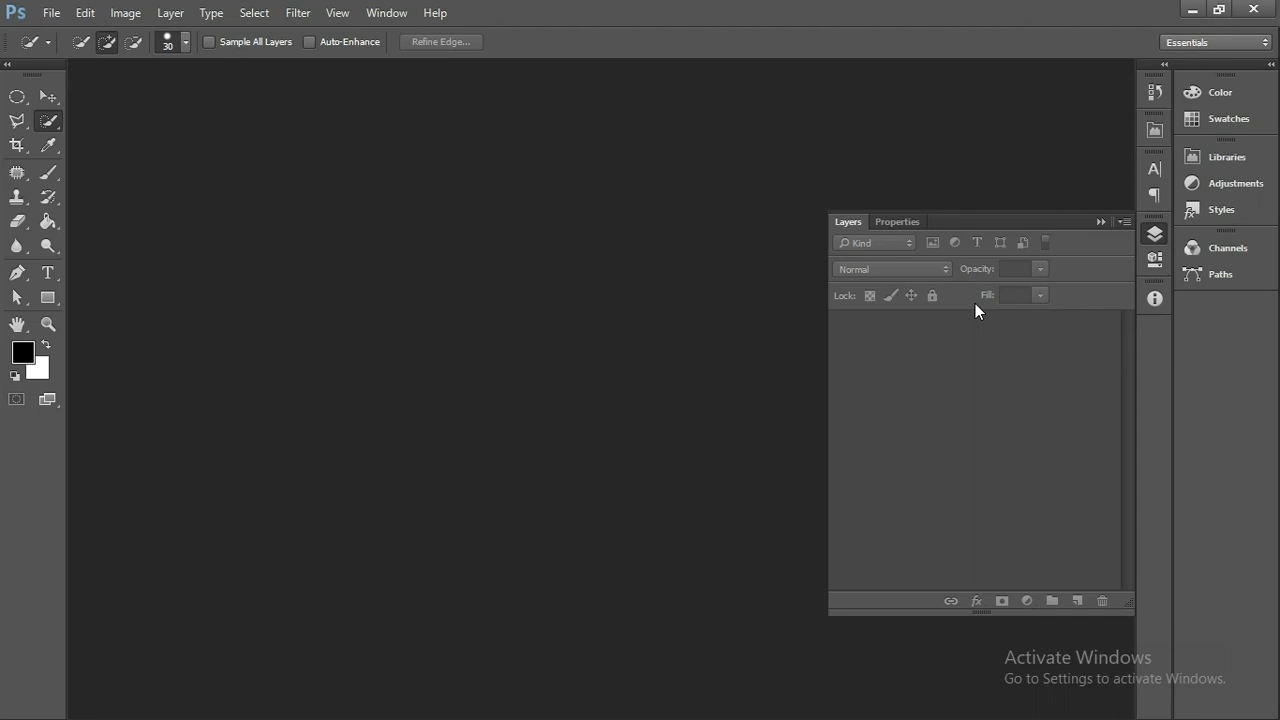 Ps File Edit Image Layer Type Select Filter View Window Help
30 Sample All Layers Auto-Enhance Refine Edge... Essentials
Color
Swatches
Libraries
Adjustments
Styles
Channels
Paths
Layers Properties
Kind
Normal Opacity:
Lock: Fill:
Activate Windows
Go to Settings to activate Windows.